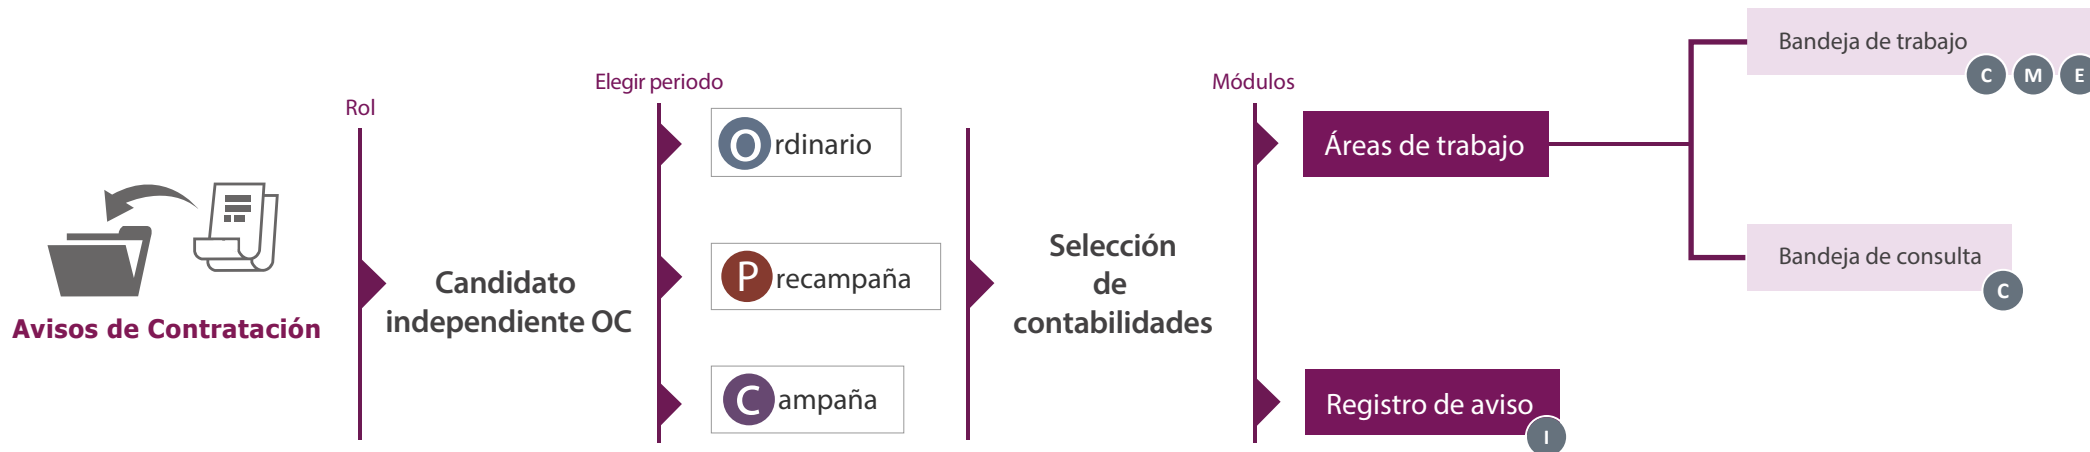 Avisos de Contratación
Rol
Candidato
independiente OC
Elegir periodo
Ordinario
Precampaña
Campaña
Selección
de
contabilidades
Módulos
Áreas de trabajo
Registro de aviso
I
Bandeja de trabajo
C M E
Bandeja de consulta
C